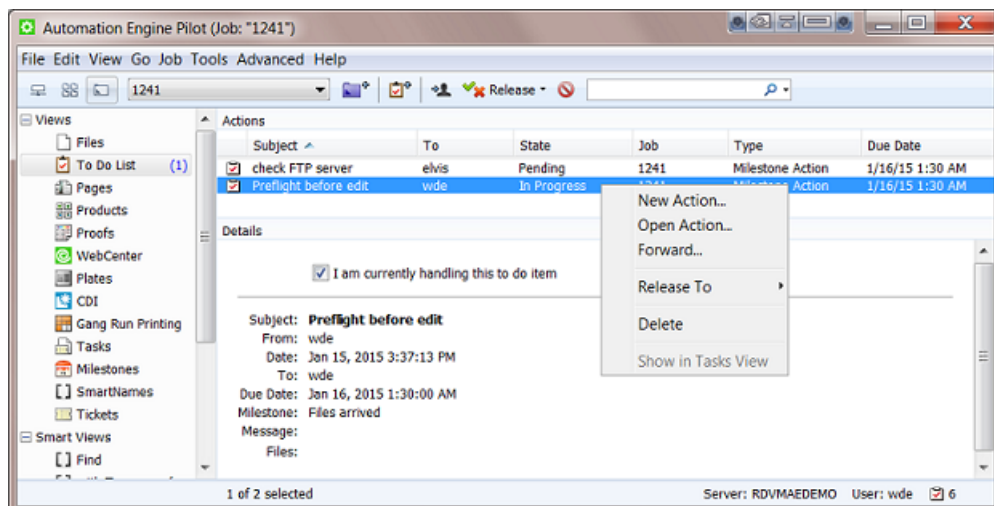 Automation Engine Pilot (Job: "1241")
File Edit View Go Job Tools Advanced Help
1241
Release
Views
Files
To Do List (1)
Pages
Products
Proofs
WebCenter
Plates
CDI
Gang Run Printing
Tasks
Milestones
SmartNames
Tickets
Smart Views
Find
Actions
Subject To State Job Type Due Date
check FTP server elvis Pending 1241 Milestone Action 1/16/15 1:30 AM
Preflight before edit wde In Progress 1241 Milestone Action 1/16/15 1:30 AM
New Action...
Open Action...
Forward...
Release To
Delete
Show in Tasks View
Details
I am currently handling this to do item
Subject: Preflight before edit
From: wde
Date: Jan 15, 2015 3:37:13 PM
To: wde
Due Date: Jan 16, 2015 1:30:00 AM
Milestone: Files arrived
Message:
Files:
1 of 2 selected
Server: RDVMAEDEMO User: wde 6